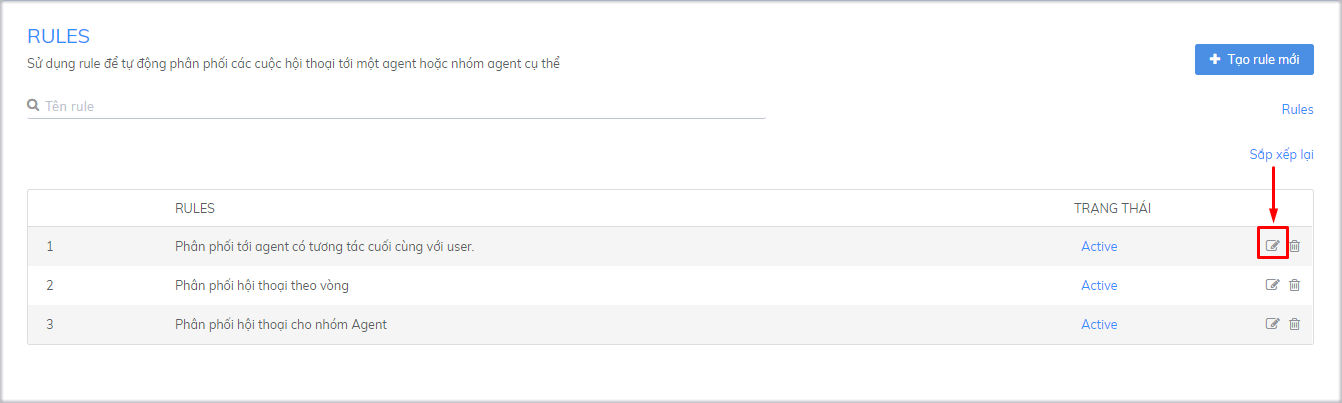 RULES
Sử dụng rule để tự động phân phối các cuộc hội thoại tới một agent hoặc nhóm agent cụ thể
Tạo rule mới
Tên rule
Rules
Sắp xếp lại
RULES TRẠNG THÁI
1 Phân phối tới agent có tương tác cuối cùng với user. Active
2 Phân phối hội thoại theo vòng Active
3 Phân phối hội thoại cho nhóm Agent Active